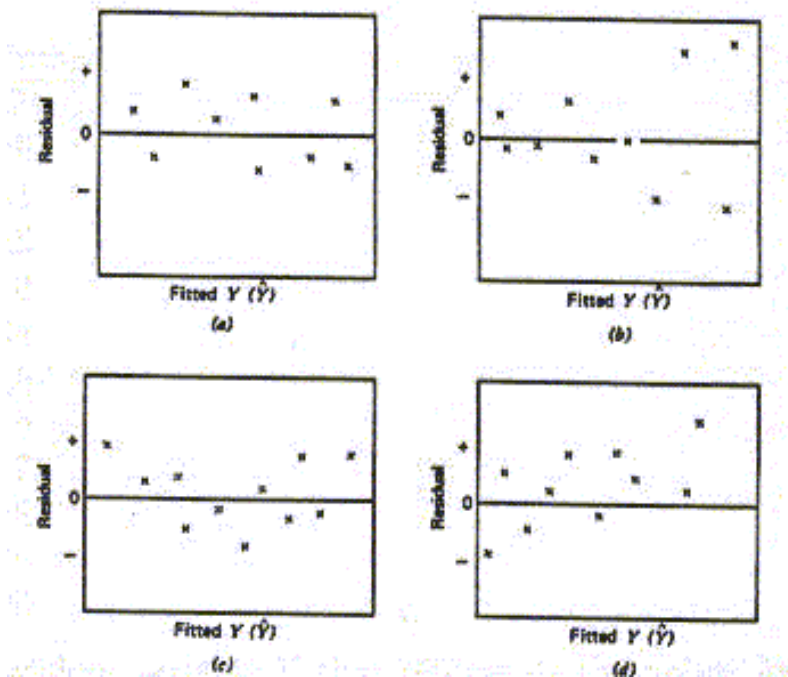 +
Residual
0
−
Fitted Y (Ŷ)
(a)
+
Residual
0
−
Fitted Y (Ŷ)
(b)
+
Residual
0
−
Fitted Y (Ŷ)
(c)
+
Residual
0
−
Fitted Y (Ŷ)
(d)